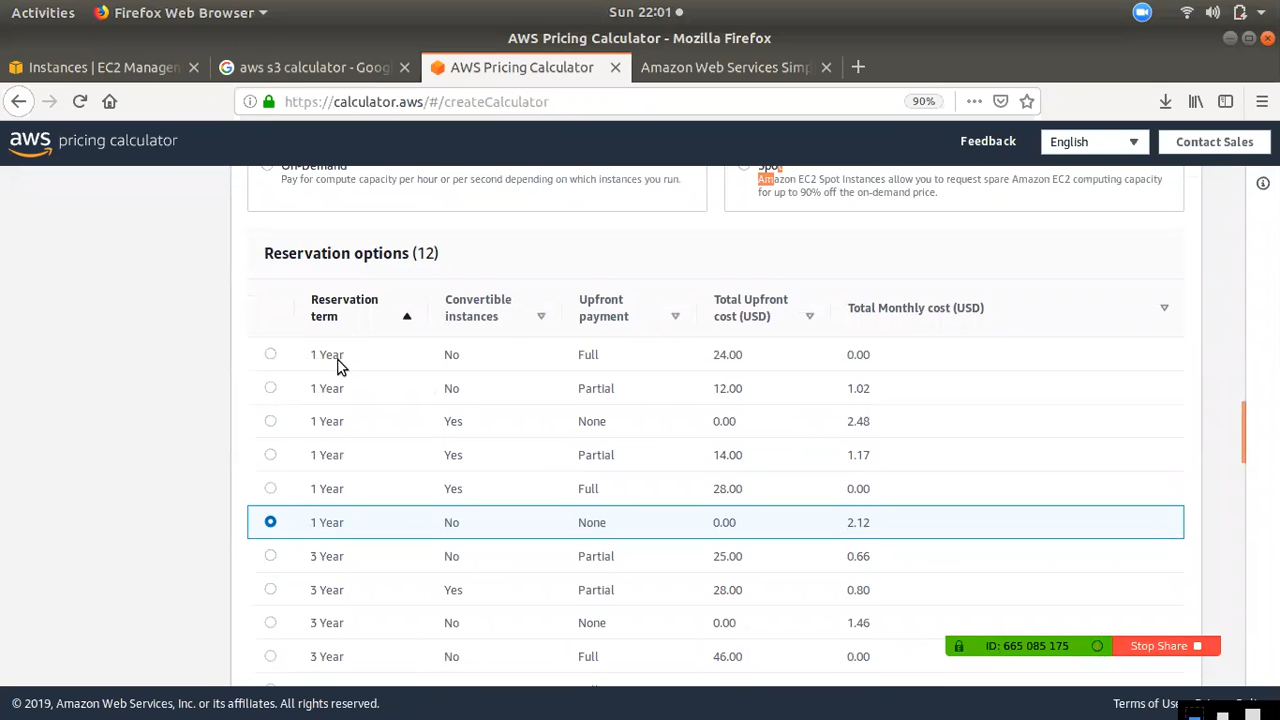 Activities Firefox Web Browser Sun 22:01
AWS Pricing Calculator - Mozilla Firefox
Instances | EC2 Managem aws s3 calculator - Goog AWS Pricing Calculator Amazon Web Services Simp
https://calculator.aws/#/createCalculator 90%
aws pricing calculator Feedback English Contact Sales
On-Demand
Pay for compute capacity per hour or per second depending on which instances you run.
Spot
Amazon EC2 Spot Instances allow you to request spare Amazon EC2 computing capacity
for up to 90% off the on-demand price.
Reservation options (12)
Reservation term Convertible instances Upfront payment Total Upfront cost (USD) Total Monthly cost (USD)
1 Year No Full 24.00 0.00
1 Year No Partial 12.00 1.02
1 Year Yes None 0.00 2.48
1 Year Yes Partial 14.00 1.17
1 Year Yes Full 28.00 0.00
1 Year No None 0.00 2.12
3 Year No Partial 25.00 0.66
3 Year Yes Partial 28.00 0.80
3 Year No None 0.00 1.46
3 Year No Full 46.00 0.00
ID: 665 085 175 Stop Share
© 2019, Amazon Web Services, Inc. or its affiliates. All rights reserved. Terms of Use